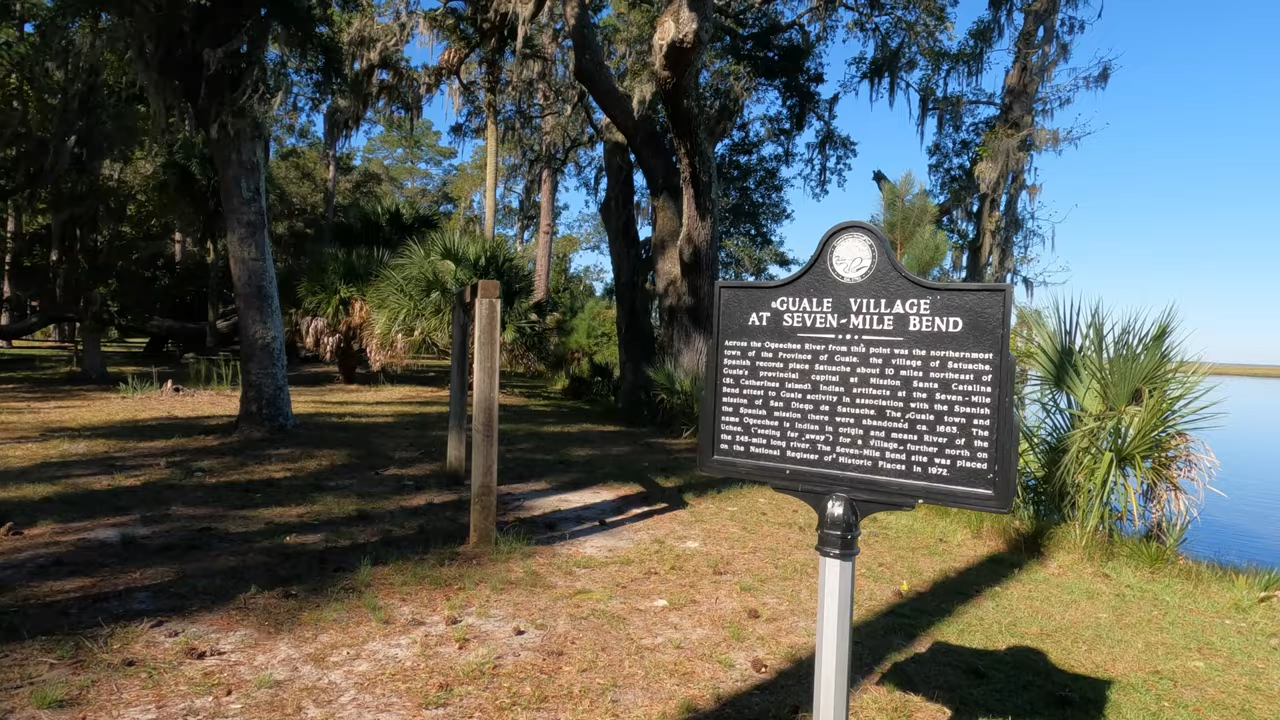 GUALE VILLAGE
AT SEVEN-MILE BEND
Across the Ogeechee River from this point was the northernmost
town of the Province of Guale, the village of Satuache.
Spanish records place Satuache about 10 miles northeast of
Guale's provincial capital at Mission Santa Catalina
(St. Catherines Island). Indian artifacts at the Seven-Mile
Bend attest to Guale activity in association with the Spanish
mission of San Diego de Satuache. The Guale town and
the Spanish mission there were abandoned ca. 1663. The
name Ogeechee is Indian in origin and means River of the
Uchee, ("seeing far away") for a village further north on
the 245-mile long river. The Seven-Mile Bend site was placed
on the National Register of Historic Places in 1972.